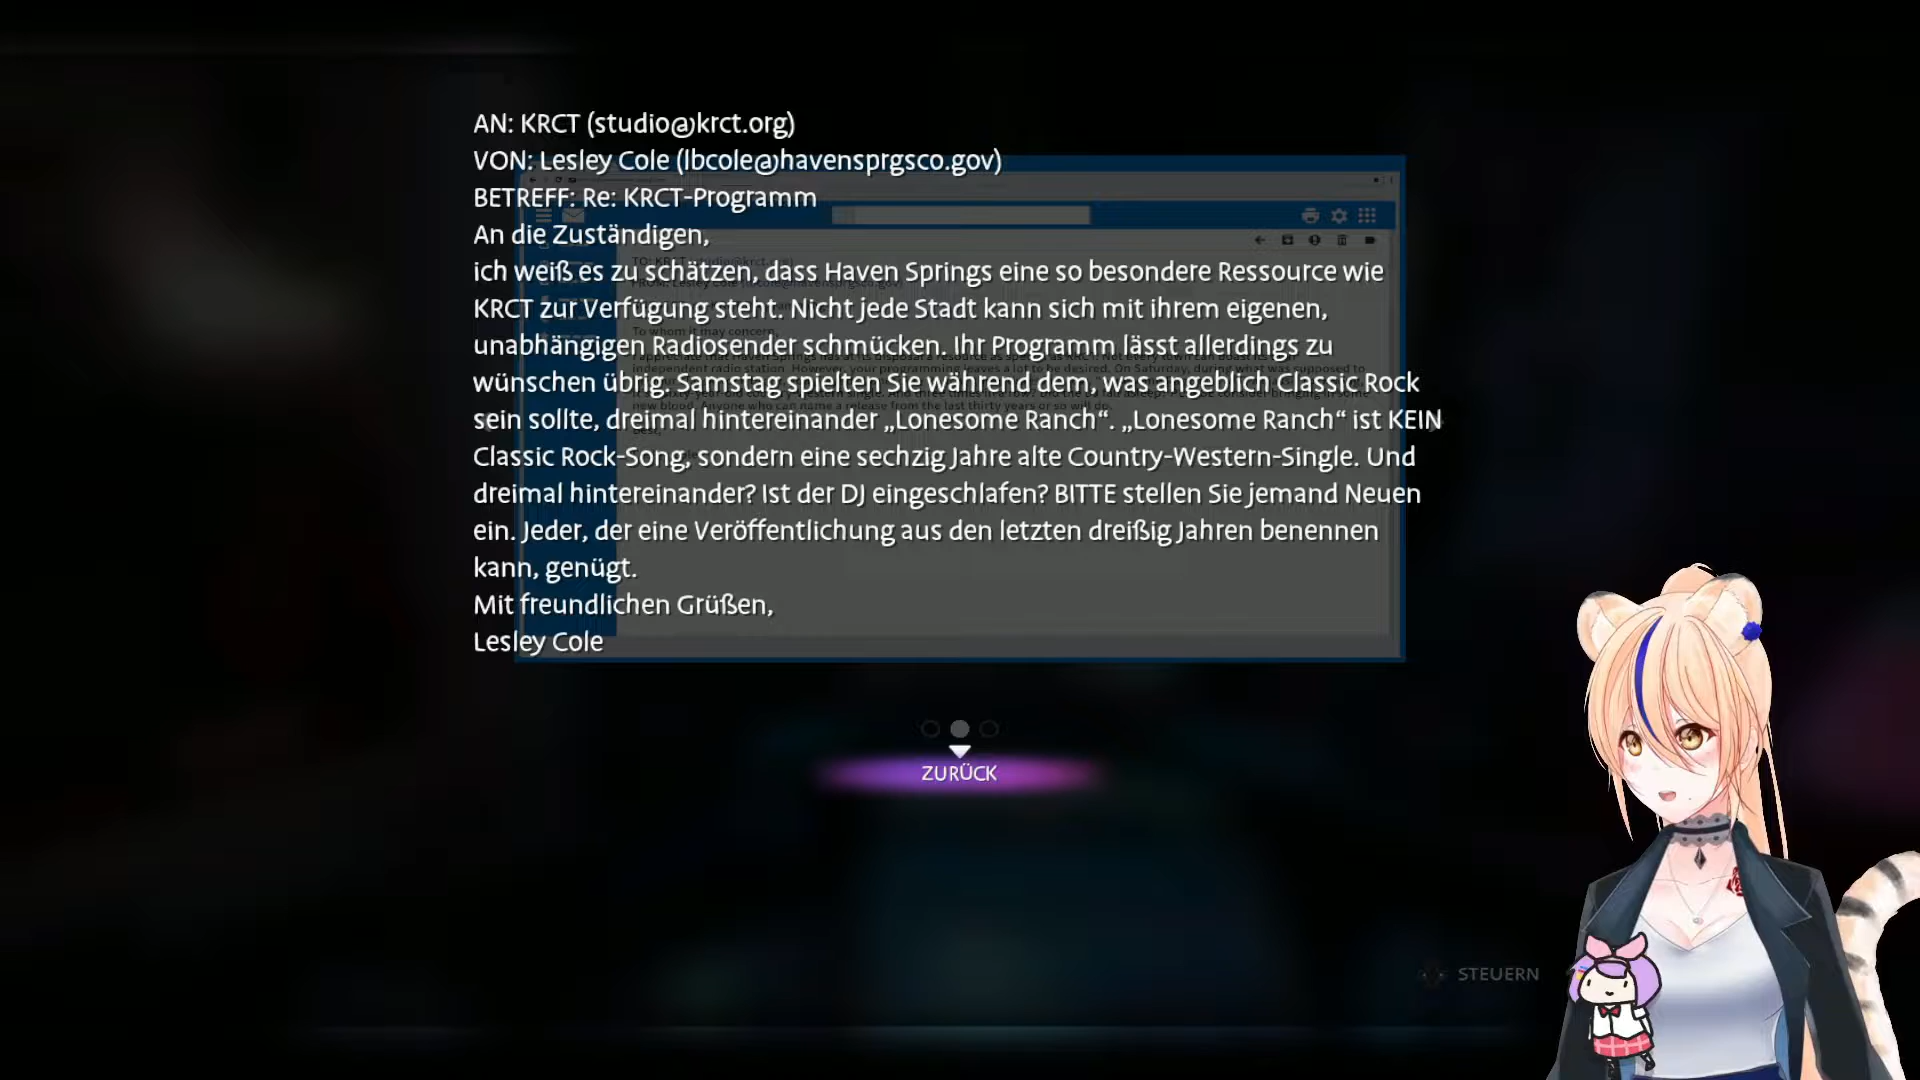 AN: KRCT (studio@krct.org)
VON: Lesley Cole (lbcole@havensprgsco.gov)
BETREFF: Re: KRCT-Programm
An die Zuständigen,
ich weiß es zu schätzen, dass Haven Springs eine so besondere Ressource wie
KRCT zur Verfügung steht. Nicht jede Stadt kann sich mit ihrem eigenen,
unabhängigen Radiosender schmücken. Ihr Programm lässt allerdings zu
wünschen übrig. Samstag spielten Sie während dem, was angeblich Classic Rock
sein sollte, dreimal hintereinander „Lonesome Ranch“. „Lonesome Ranch“ ist KEIN
Classic Rock-Song, sondern eine sechzig Jahre alte Country-Western-Single. Und
dreimal hintereinander? Ist der DJ eingeschlafen? BITTE stellen Sie jemand Neuen
ein. Jeder, der eine Veröffentlichung aus den letzten dreißig Jahren benennen
kann, genügt.
Mit freundlichen Grüßen,
Lesley Cole
ZURÜCK
STEUERN